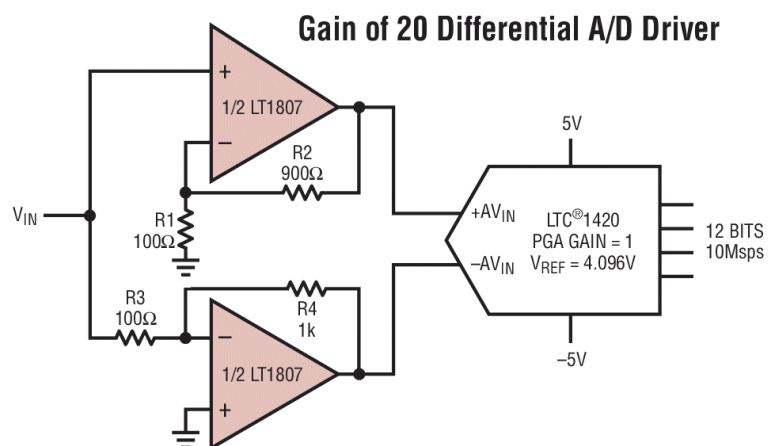 Gain of 20 Differential A/D Driver
+
1/2 LT1807
−
R2
900Ω
VIN
R1
100Ω
R3
100Ω
R4
1k
−
1/2 LT1807
+
5V
+AVIN
−AVIN
LTC®1420
PGA GAIN = 1
VREF = 4.096V
12 BITS
10Msps
−5V